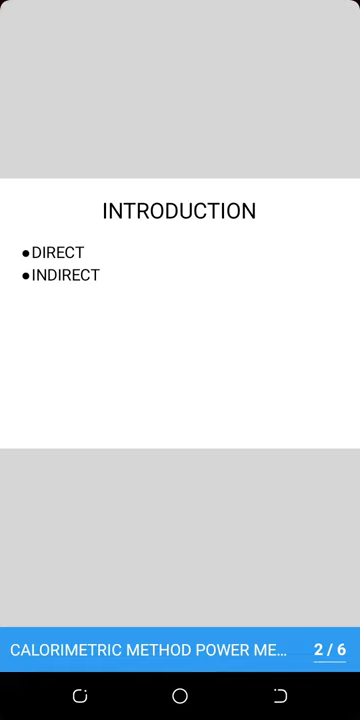 INTRODUCTION
●DIRECT
●INDIRECT
CALORIMETRIC METHOD POWER ME... 2 / 6